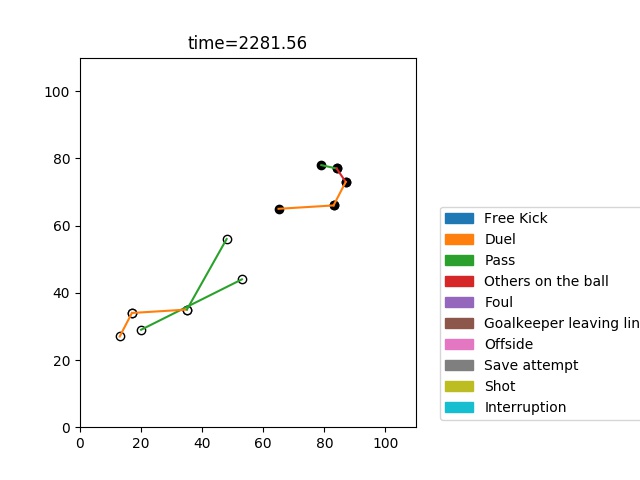 time=2281.56
100
80
60
40
20
0
0 20 40 60 80 100
Free Kick
Duel
Pass
Others on the ball
Foul
Goalkeeper leaving lin
Offside
Save attempt
Shot
Interruption